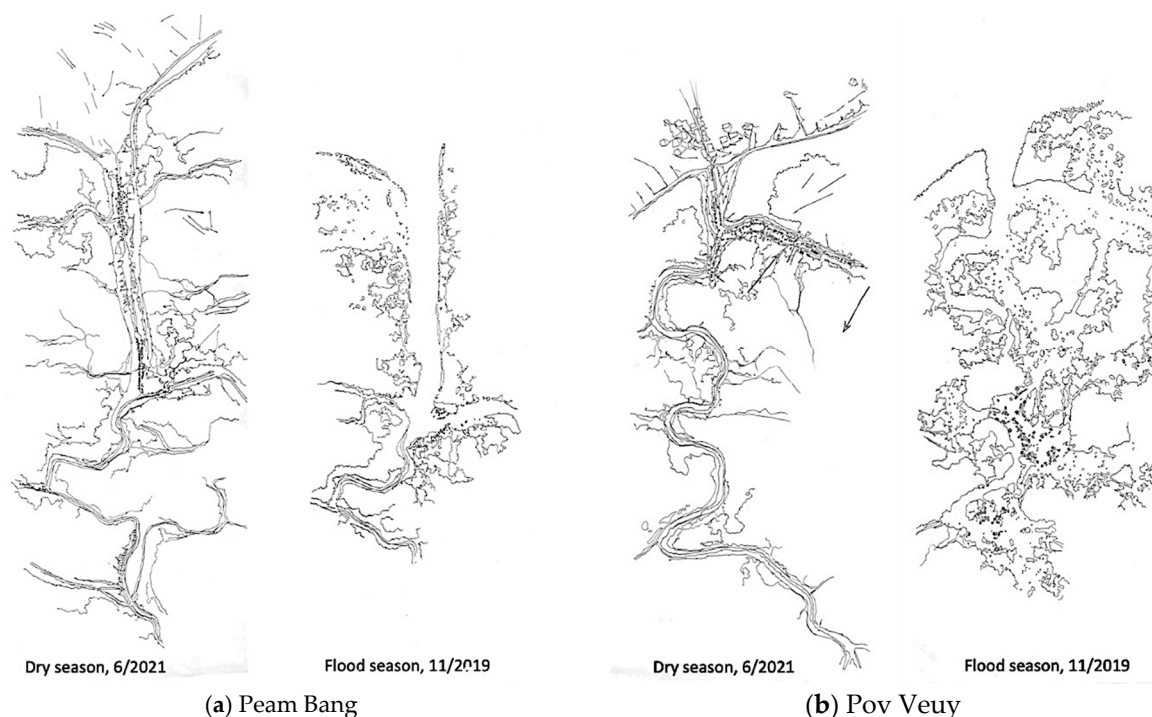 Dry season, 6/2021
Flood season, 11/2019
Dry season, 6/2021
Flood season, 11/2019
(a) Peam Bang
(b) Pov Veuy